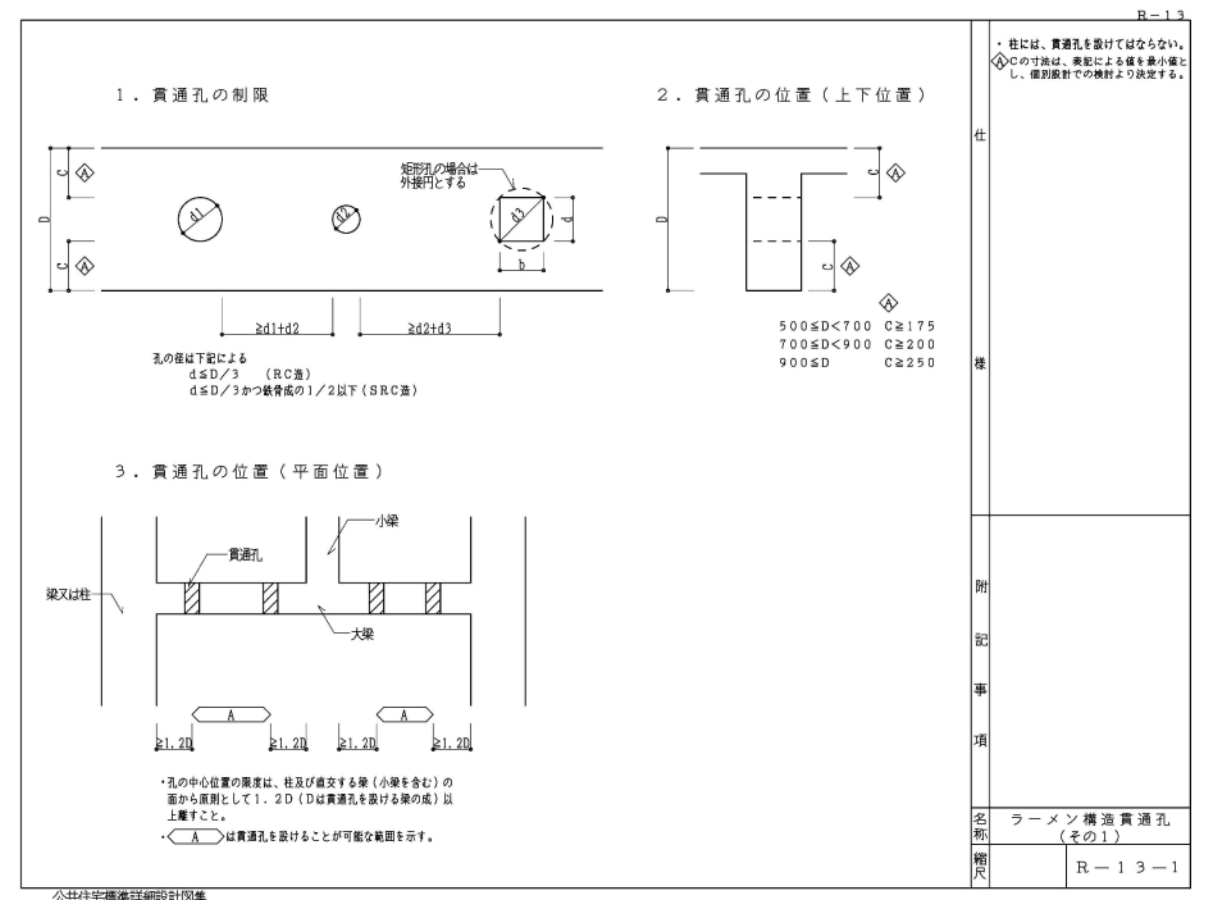 R-13
1．貫通孔の制限
C
A
D
C
A
d1
d2
矩形孔の場合は
外接円とする
d3
d
b
≧d1+d2
≧d2+d3
孔の径は下記による
d≦D/3　(RC造)
d≦D/3かつ鉄骨成の1/2以下(SRC造)
2．貫通孔の位置(上下位置)
C
A
D
C
A
A
500≦D<700 C≧175
700≦D<900 C≧200
900≦D C≧250
3．貫通孔の位置(平面位置)
小梁
貫通孔
梁又は柱
大梁
A
A
≧1.2D
≧1.2D
≧1.2D
≧1.2D
・孔の中心位置の限度は、柱及び直交する梁(小梁を含む)の
面から原則として1．2D(Dは貫通孔を設ける梁の成)以
上離すこと。
・Aは貫通孔を設けることが可能な範囲を示す。
仕様
・柱には、貫通孔を設けてはならない。
ACの寸法は、表記による値を最小値と
し、個別設計での検討より決定する。
附記事項
名称
ラーメン構造貫通孔
(その1)
縮尺
R－13－1
公共住宅標準詳細設計図集